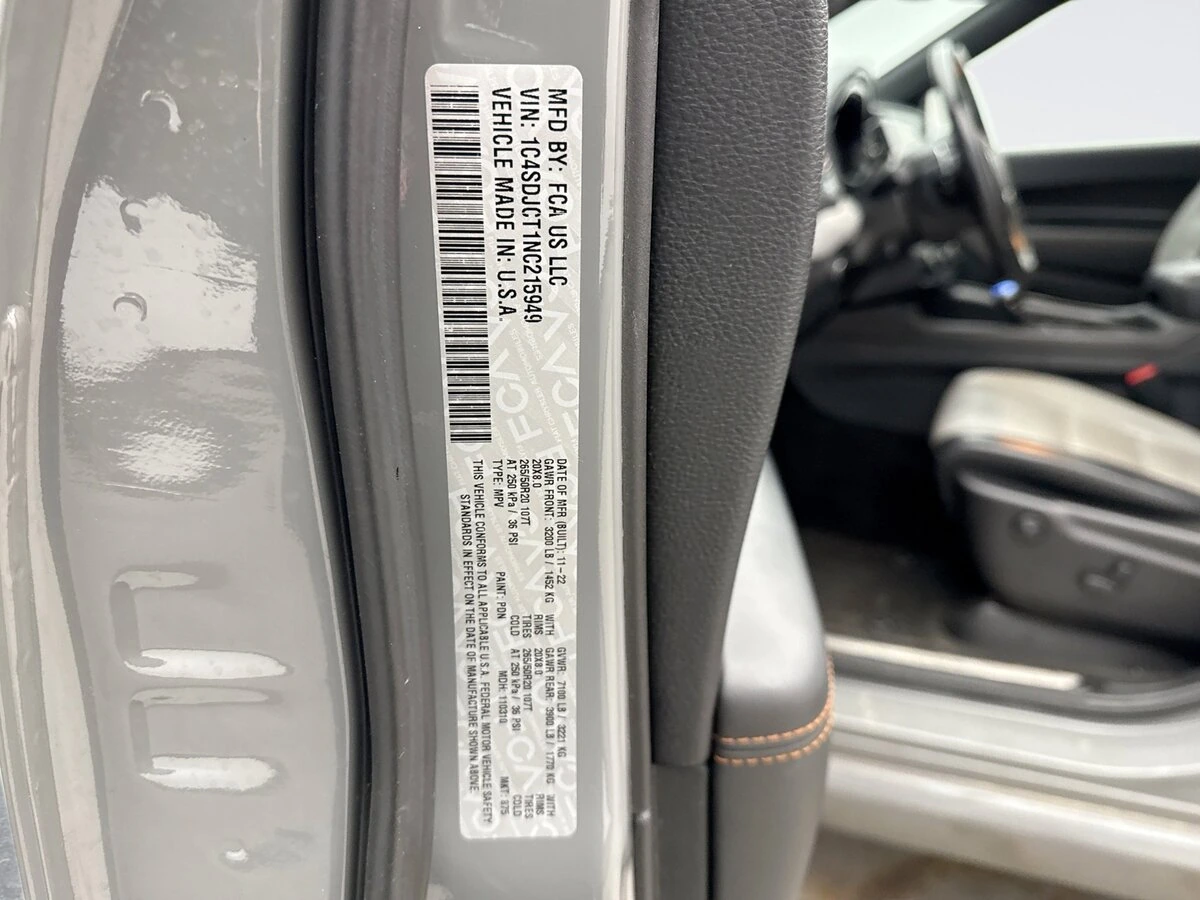 MFD BY: FCA US LLC
VIN: 1C4SDJCT1NC215949
VEHICLE MADE IN: U.S.A.
DATE OF MFR (BUILT): 11-22 GVWR: 7100 LB / 3221 KG
GAWR FRONT: 3200 LB / 1452 KG WITH GAWR REAR: 3900 LB / 1770 KG WITH
20X8.0 RIMS 20X8.0 RIMS
265/50R20 107T TIRES 265/50R20 107T TIRES
AT 250 kPa / 36 PSI COLD AT 250 kPa / 36 PSI COLD
TYPE: MPV PAINT: PDN MDH: 110310 MKT:
THIS VEHICLE CONFORMS TO ALL APPLICABLE U.S.A. FEDERAL MOTOR VEHICLE SAFETY
STANDARDS IN EFFECT ON THE DATE OF MANUFACTURE SHOWN ABOVE.
FCA